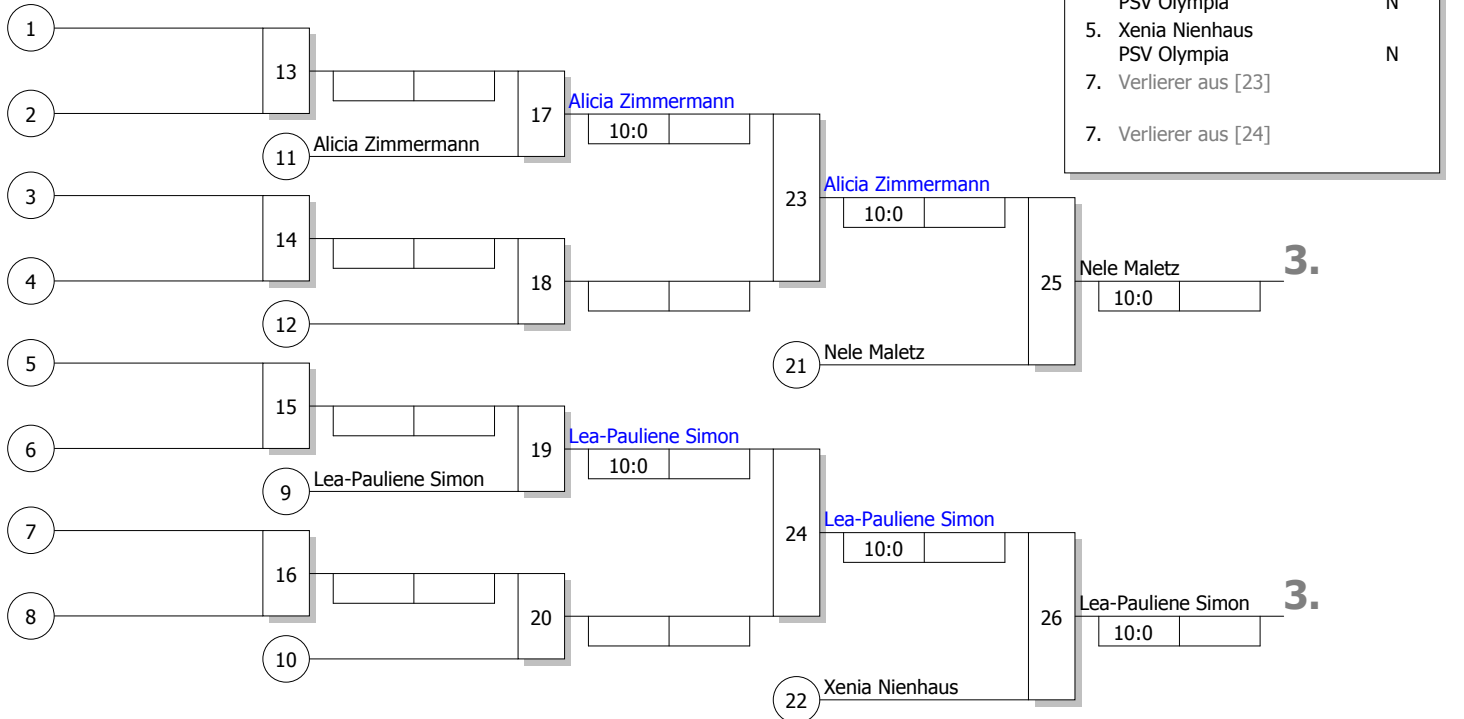 PSV Olympia N
5. Xenia Nienhaus
PSV Olympia N
7. Verlierer aus [23]
7. Verlierer aus [24]
1
13
2
17
Alicia Zimmermann
10:0
11
Alicia Zimmermann
3
23
Alicia Zimmermann
10:0
14
4
18
12
25
Nele Maletz
10:0
3.
21
Nele Maletz
5
15
6
19
Lea-Pauliene Simon
10:0
9
Lea-Pauliene Simon
7
24
Lea-Pauliene Simon
10:0
16
8
20
10
26
Lea-Pauliene Simon
10:0
3.
22
Xenia Nienhaus